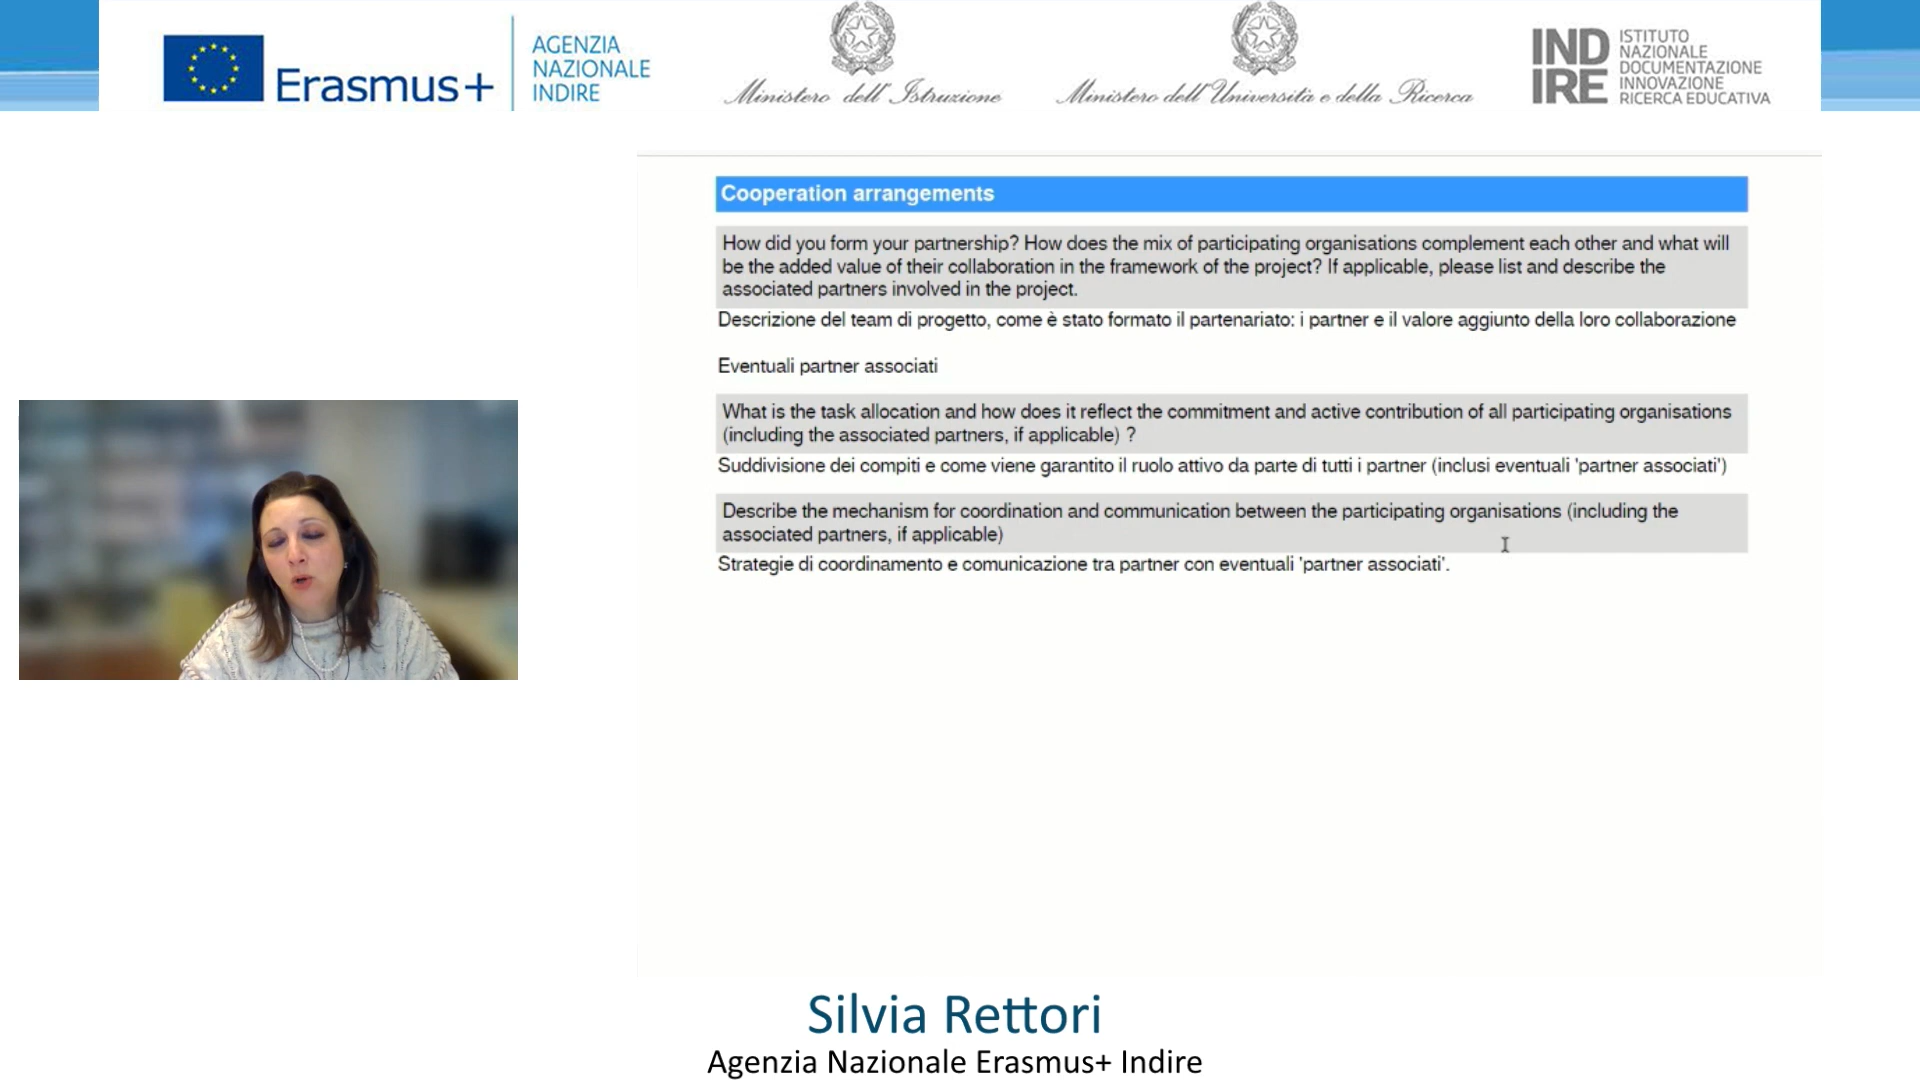 Erasmus+
AGENZIA
NAZIONALE
INDIRE
Ministero dell'Istruzione
Ministero dell'Università e della Ricerca
IND
IRE
ISTITUTO
NAZIONALE
DOCUMENTAZIONE
INNOVAZIONE
RICERCA EDUCATIVA
Cooperation arrangements
How did you form your partnership? How does the mix of participating organisations complement each other and what will
be the added value of their collaboration in the framework of the project? If applicable, please list and describe the
associated partners involved in the project.
Descrizione del team di progetto, come è stato formato il partenariato: i partner e il valore aggiunto della loro collaborazione
Eventuali partner associati
What is the task allocation and how does it reflect the commitment and active contribution of all participating organisations
(including the associated partners, if applicable) ?
Suddivisione dei compiti e come viene garantito il ruolo attivo da parte di tutti i partner (inclusi eventuali 'partner associati')
Describe the mechanism for coordination and communication between the participating organisations (including the
associated partners, if applicable)
Strategie di coordinamento e comunicazione tra partner con eventuali 'partner associati'.
Silvia Rettori
Agenzia Nazionale Erasmus+ Indire